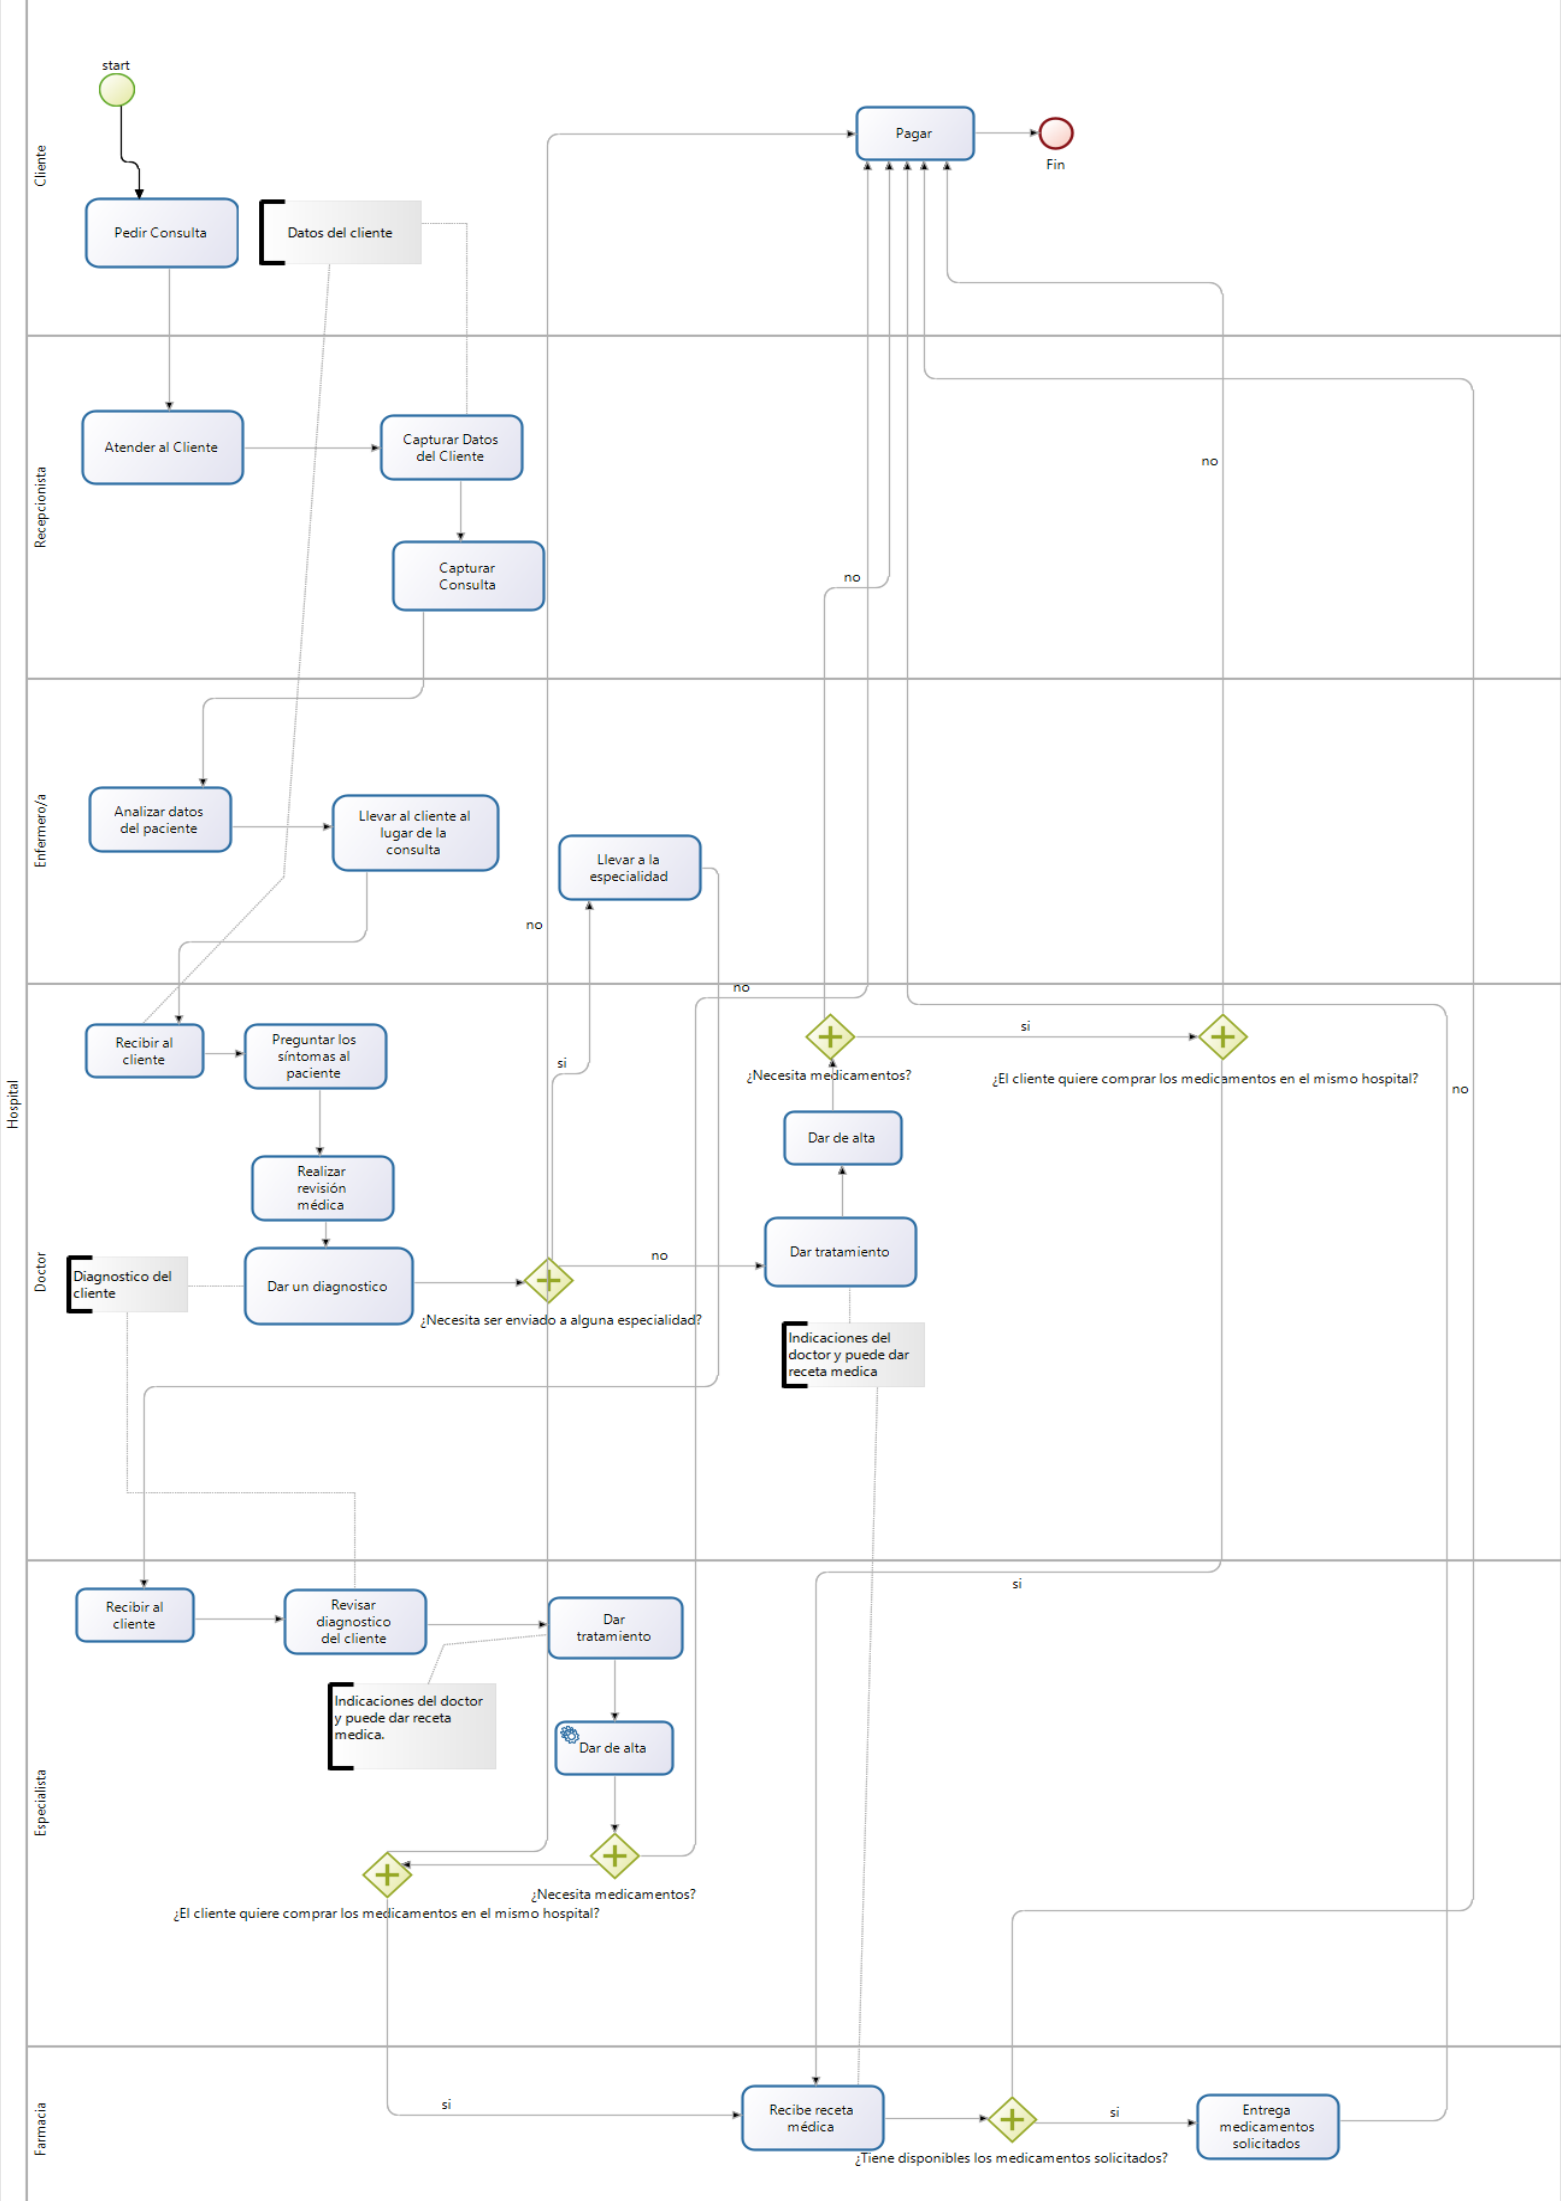 Hospital
Cliente
start
Pedir Consulta
Datos del cliente
Pagar
Fin
Recepcionista
Atender al Cliente
Capturar Datos
del Cliente
Capturar
Consulta
no
no
Enfermero/a
Analizar datos
del paciente
Llevar al cliente al
lugar de la
consulta
Llevar a la
especialidad
no
Doctor
no
Recibir al
cliente
Preguntar los
síntomas al
paciente
si
si
¿Necesita medicamentos?
¿El cliente quiere comprar los medicamentos en el mismo hospital?
no
Dar de alta
Realizar
revisión
médica
Diagnostico del
cliente
Dar un diagnostico
no
Dar tratamiento
¿Necesita ser enviado a alguna especialidad?
Indicaciones del
doctor y puede dar
receta medica
Especialista
si
Recibir al
cliente
Revisar
diagnostico
del cliente
Dar
tratamiento
Indicaciones del doctor
y puede dar receta
medica.
Dar de alta
¿Necesita medicamentos?
¿El cliente quiere comprar los medicamentos en el mismo hospital?
Farmacia
si
Recibe receta
médica
si
Entrega
medicamentos
solicitados
¿Tiene disponibles los medicamentos solicitados?